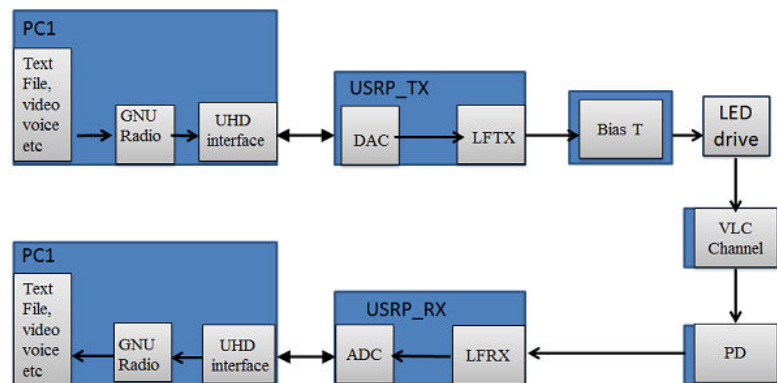 PC1
Text
File,
video
voice
etc
GNU
Radio
UHD
interface
USRP_TX
DAC
LFTX
Bias T
LED
drive
VLC
Channel
PD
PC1
Text
File,
video
voice
etc
GNU
Radio
UHD
interface
USRP_RX
ADC
LFRX